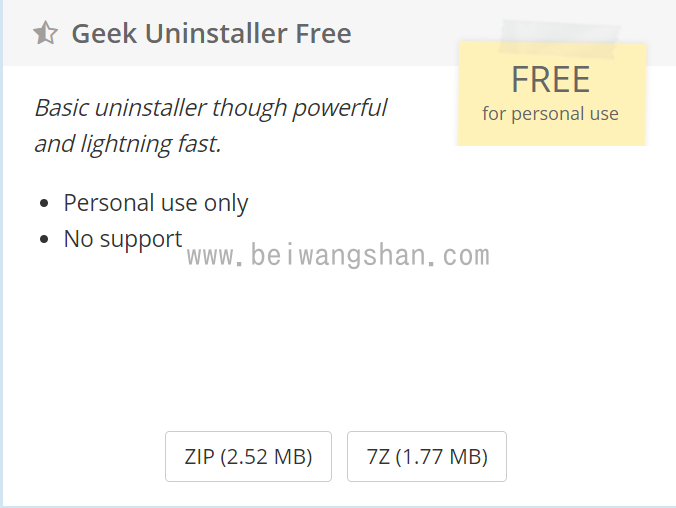 Geek Uninstaller Free
FREE
for personal use
Basic uninstaller though powerful
and lightning fast.
Personal use only
No support
www.beiwangshan.com
ZIP (2.52 MB)
7Z (1.77 MB)